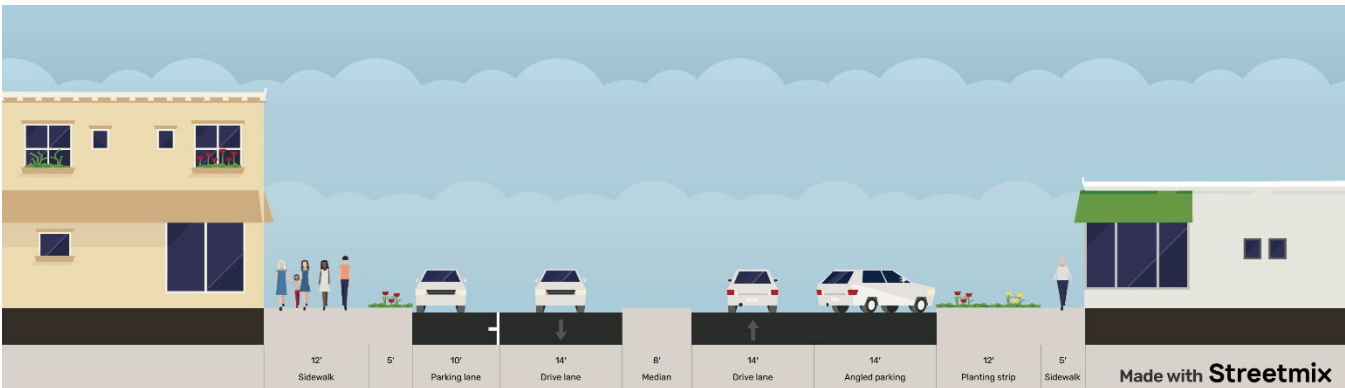 12' 5' 10' 14' 8' 14' 14' 12' 5'
Sidewalk Parking lane Drive lane Median Drive lane Angled parking Planting strip Sidewalk
Made with Streetmix